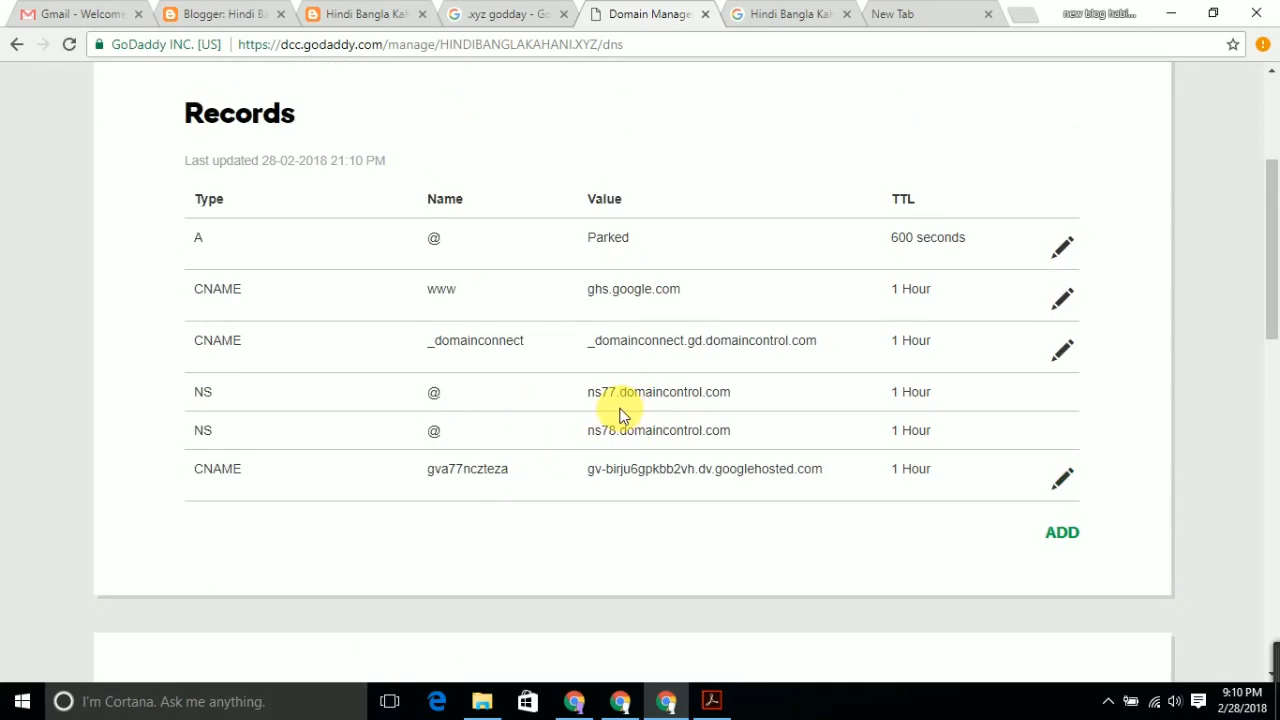 Gmail - Welcome
Blogger: Hindi Ba
Hindi Bangla Kah
.xyz godday - Go
Domain Manage
Hindi Bangla Kah
New Tab
new blog habi...
GoDaddy INC. [US] https://dcc.godaddy.com/manage/HINDIBANGLAKAHANI.XYZ/dns
Records
Last updated 28-02-2018 21:10 PM
Type Name Value TTL
A @ Parked 600 seconds
CNAME www ghs.google.com 1 Hour
CNAME _domainconnect _domainconnect.gd.domaincontrol.com 1 Hour
NS @ ns77.domaincontrol.com 1 Hour
NS @ ns78.domaincontrol.com 1 Hour
CNAME gva77nczteza gv-birju6gpkbb2vh.dv.googlehosted.com 1 Hour
ADD
I'm Cortana. Ask me anything.
9:10 PM
2/28/2018